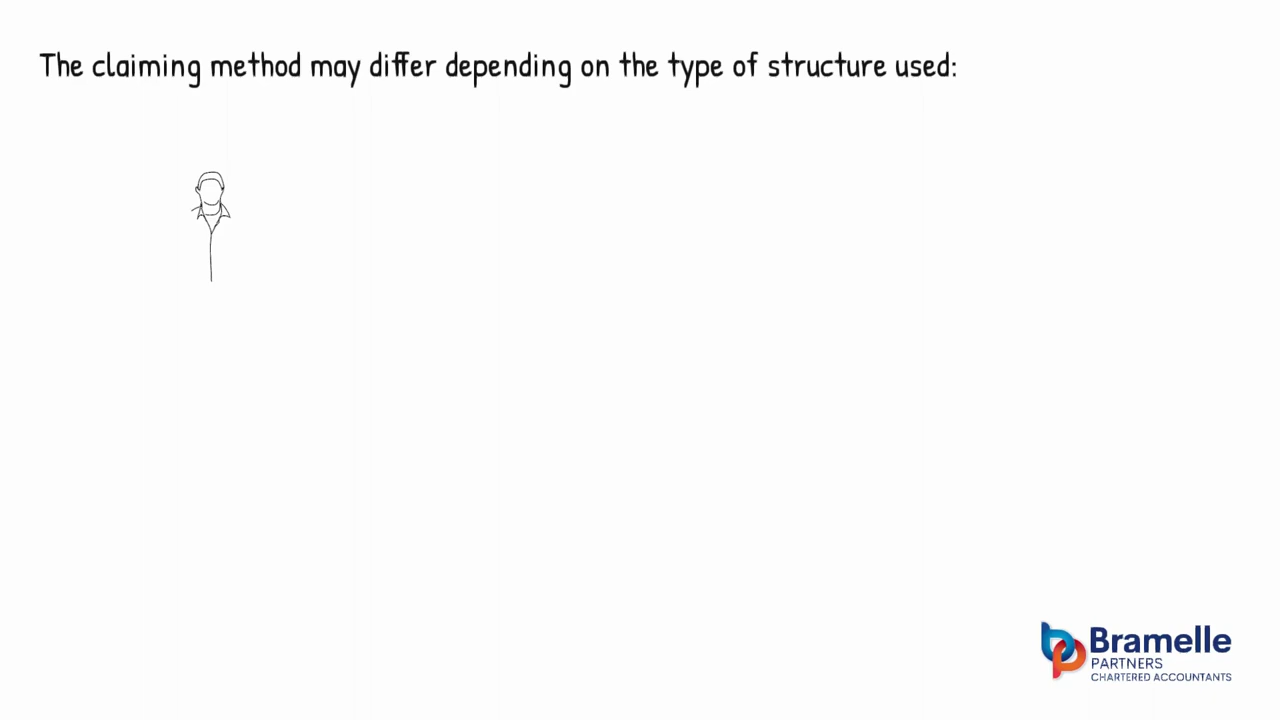 The claiming method may differ depending on the type of structure used:
Bramelle
PARTNERS
CHARTERED ACCOUNTANTS